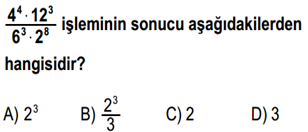 4⁴ · 12³ / 6³ · 2⁸ işleminin sonucu aşağıdakilerden
hangisidir?
A) 2³ B) 2³/3 C) 2 D) 3